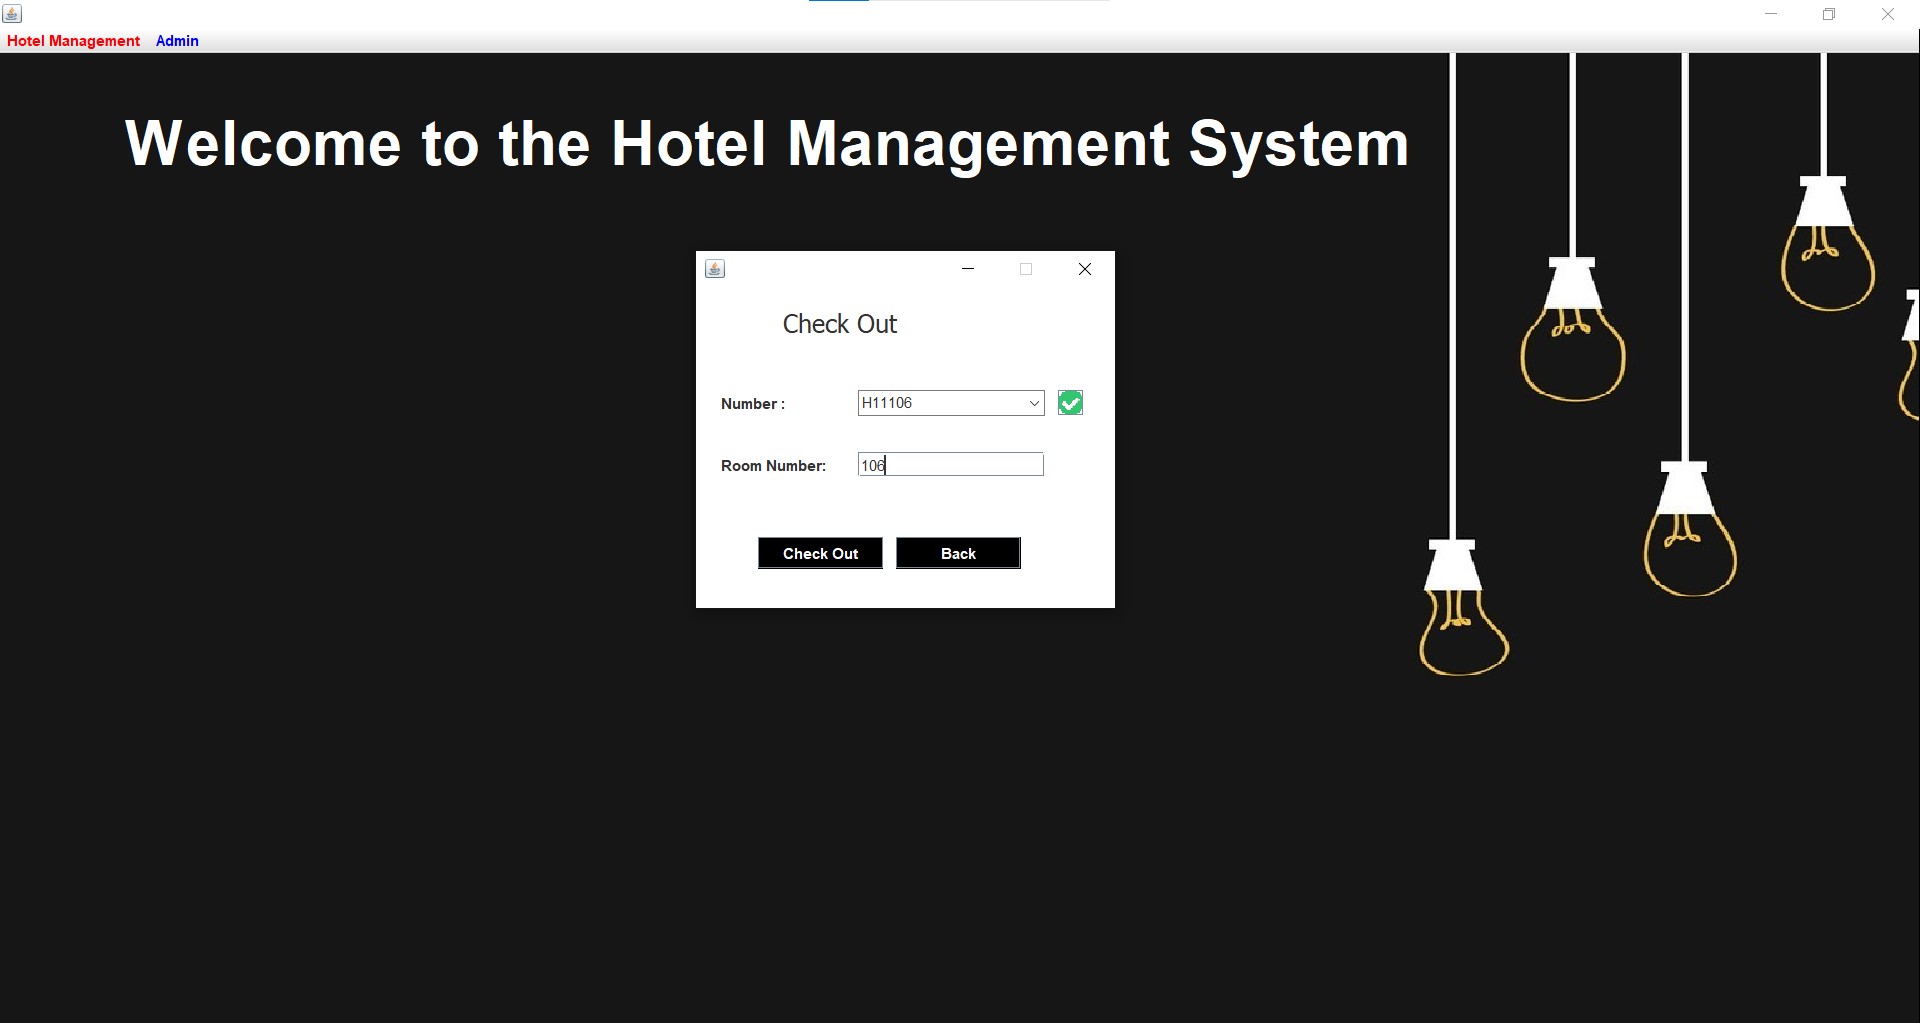 Hotel Management Admin
Welcome to the Hotel Management System
Check Out
Number : H11106
Room Number: 106
Check Out Back